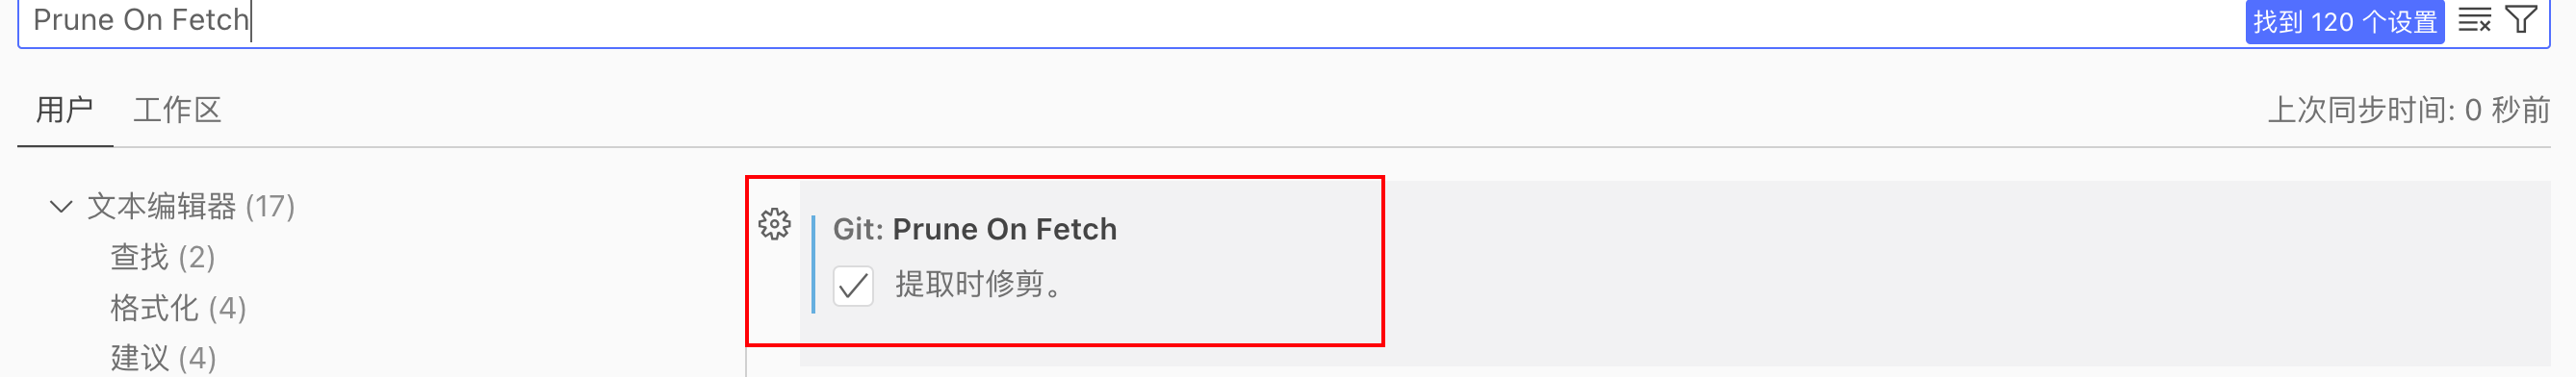 Prune On Fetch
找到 120 个设置
用户 工作区
上次同步时间: 0 秒前
文本编辑器 (17)
查找 (2)
格式化 (4)
建议 (4)
Git: Prune On Fetch
提取时修剪。